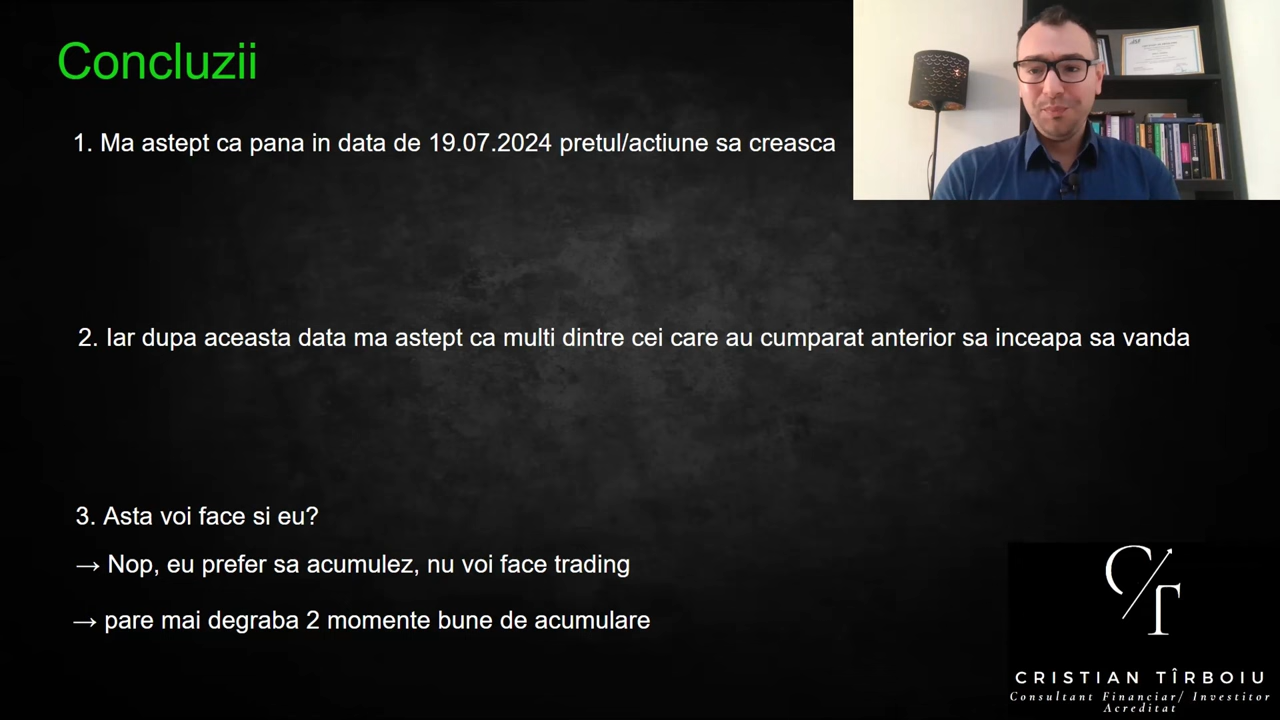 Concluzii
1. Ma astept ca pana in data de 19.07.2024 pretul/actiune sa creasca
2. Iar dupa aceasta data ma astept ca multi dintre cei care au cumparat anterior sa inceapa sa vanda
3. Asta voi face si eu?
→ Nop, eu prefer sa acumulez, nu voi face trading
→ pare mai degraba 2 momente bune de acumulare
CT
CRISTIAN TÎRBOIU
Consultant Financiar/ Investitor
Acreditat